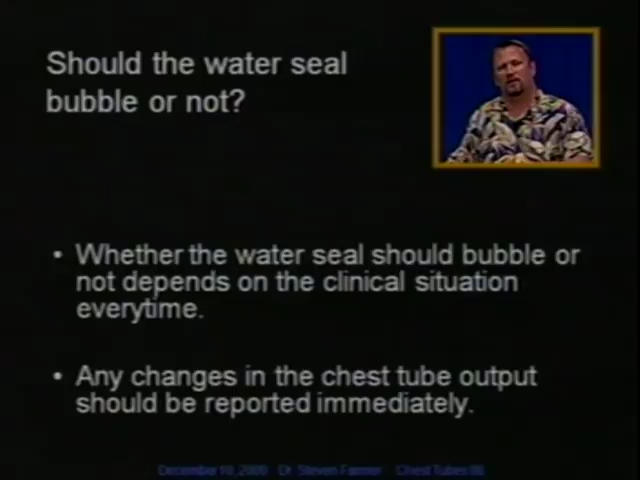 Should the water seal
bubble or not?
• Whether the water seal should bubble or
not depends on the clinical situation
everytime.
• Any changes in the chest tube output
should be reported immediately.
December 10, Dr. Steven Farmer Chest Tubes